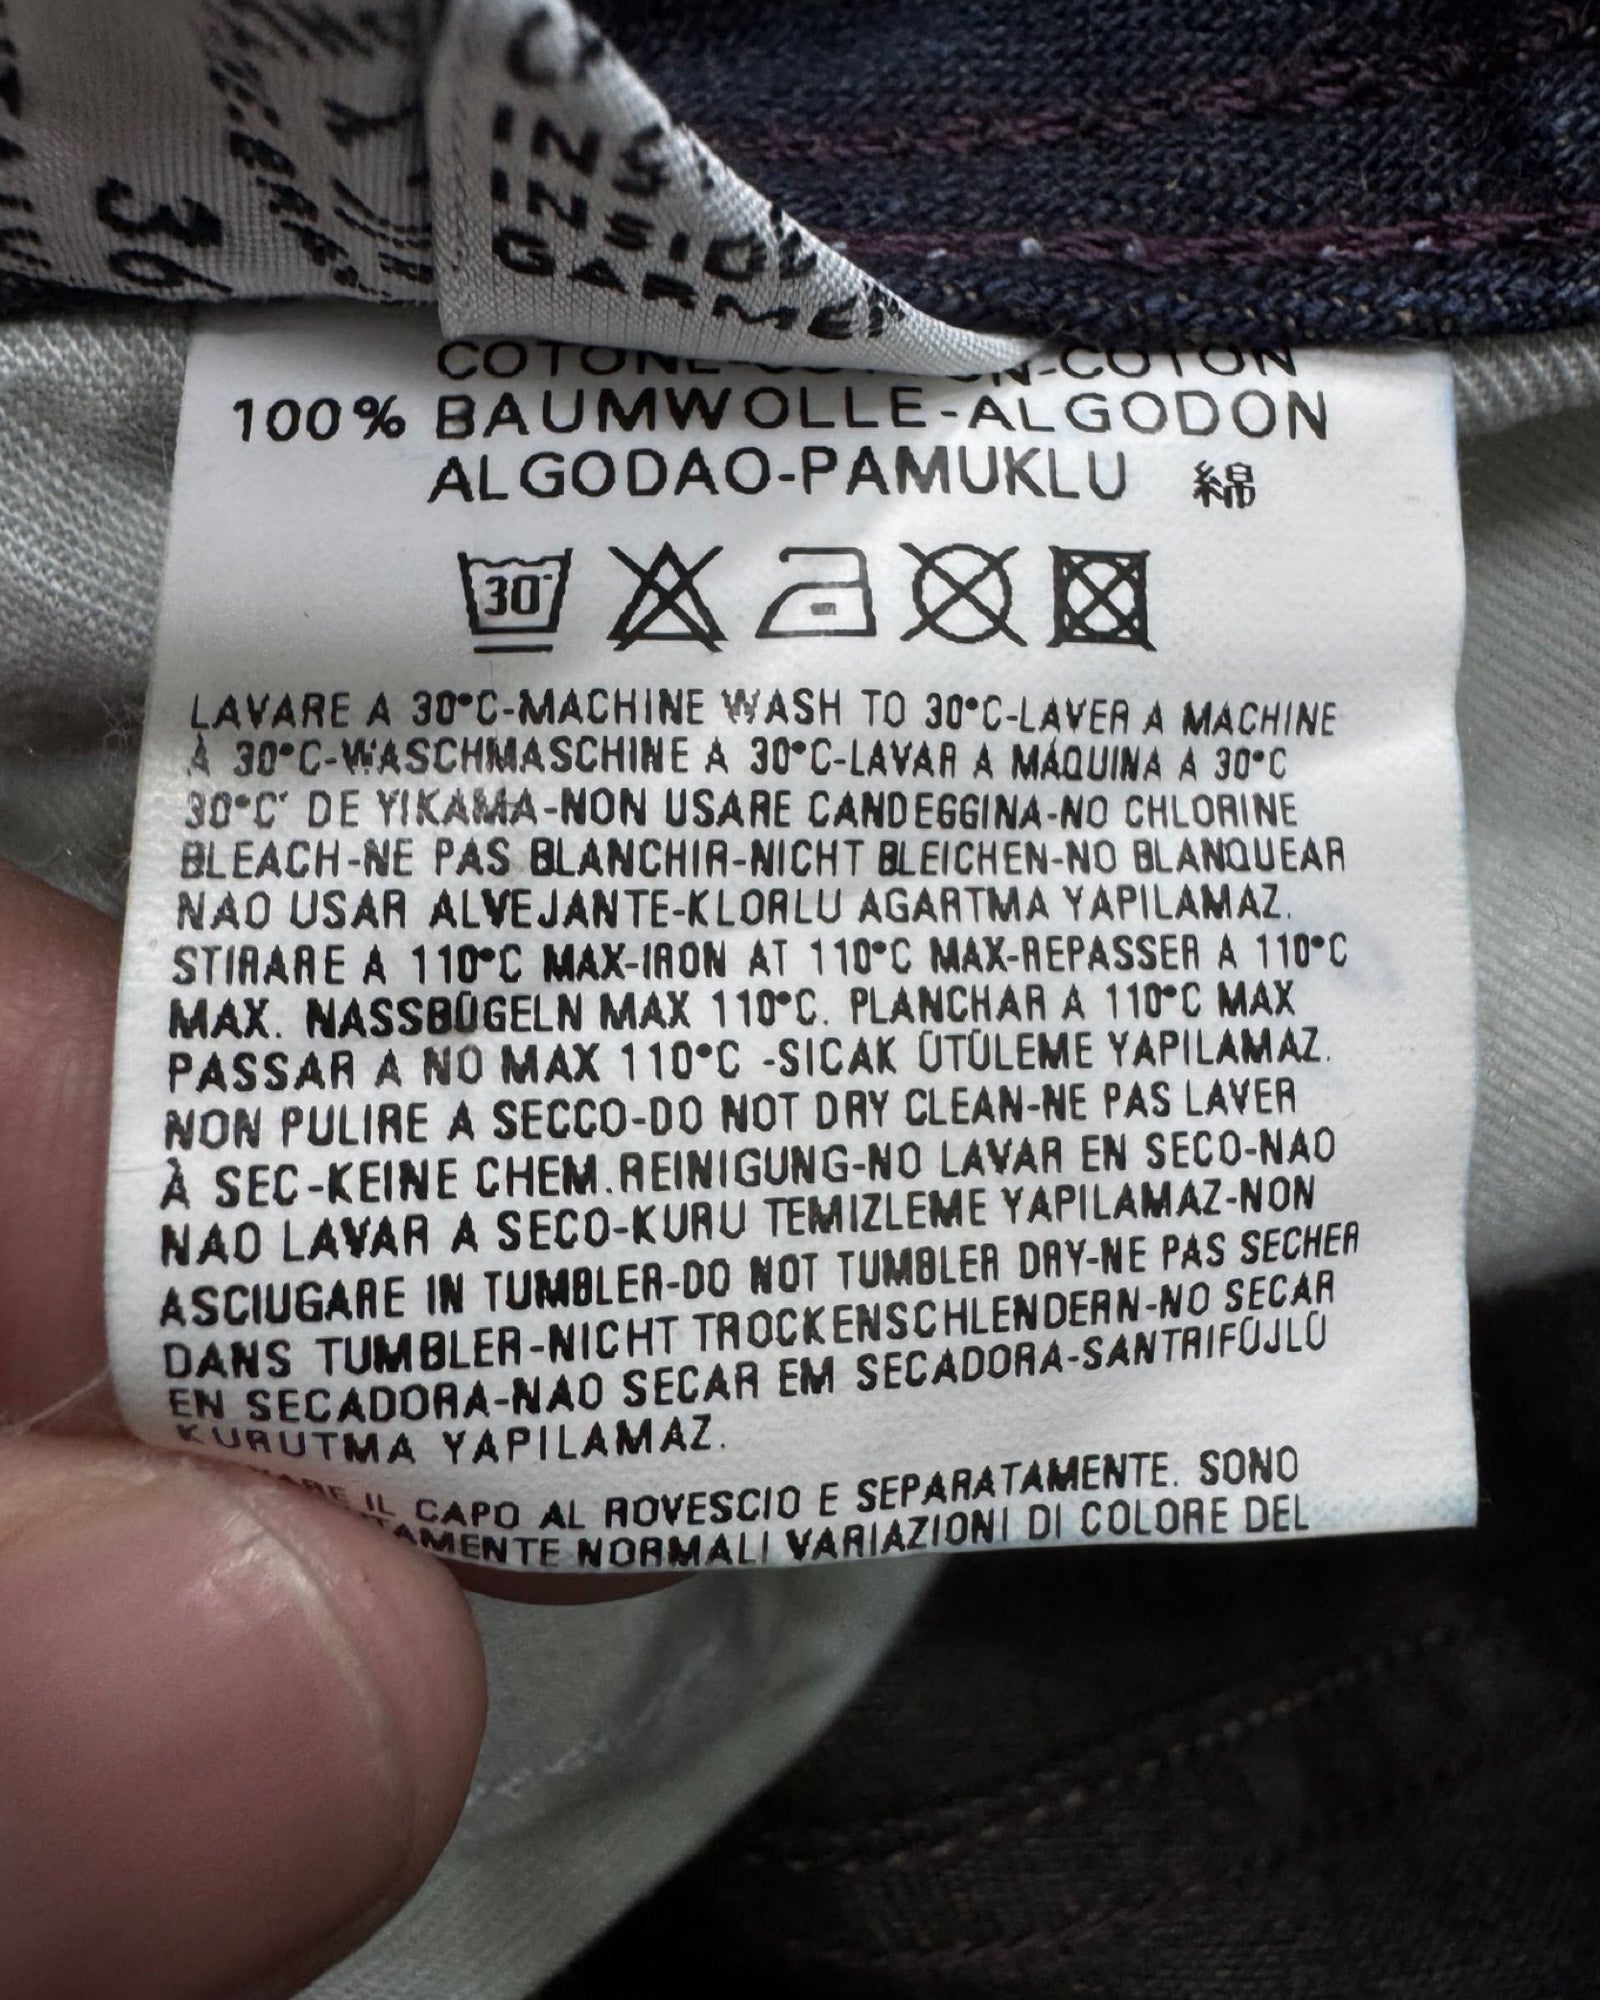 36
INSIDE
COTONE
COTON
100% BAUMWOLLE-ALGODON
ALGODAO-PAMUKLU 綿
30°
LAVARE A 30°C-MACHINE WASH TO 30°C-LAVER A MACHINE
À 30°C-WASCHMASCHINE A 30°C-LAVAR A MÁQUINA A 30°C
30°C' DE YIKAMA-NON USARE CANDEGGINA-NO CHLORINE
BLEACH-NE PAS BLANCHIR-NICHT BLEICHEN-NO BLANQUEAR
NAO USAR ALVEJANTE-KLORLU AGARTMA YAPILAMAZ.
STIRARE A 110°C MAX-IRON AT 110°C MAX-REPASSER A 110°C
MAX. NASSBÜGELN MAX 110°C. PLANCHAR A 110°C MAX
PASSAR A NO MAX 110°C -SICAK ÜTÜLEME YAPILAMAZ.
NON PULIRE A SECCO-DO NOT DRY CLEAN-NE PAS LAVER
À SEC-KEINE CHEM.REINIGUNG-NO LAVAR EN SECO-NAO
NAO LAVAR A SECO-KURU TEMIZLEME YAPILAMAZ-NON
ASCIUGARE IN TUMBLER-DO NOT TUMBLER DRY-NE PAS SECHER
DANS TUMBLER-NICHT TROCKENSCHLENDERN-NO SECAR
EN SECADORA-NAO SECAR EM SECADORA-SANTRIFÜJLÜ
KURUTMA YAPILAMAZ.
IL CAPO AL ROVESCIO E SEPARATAMENTE. SONO
NORMALI VARIAZIONI DI COLORE DEL